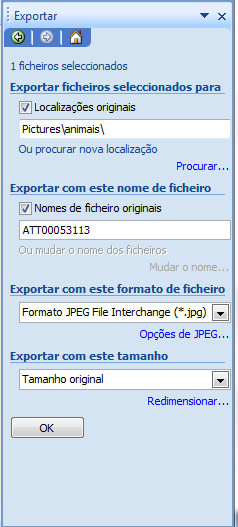 Exportar
1 ficheiros seleccionados
Exportar ficheiros seleccionados para
Localizações originais
Pictures\animais\
Ou procurar nova localização
Procurar...
Exportar com este nome de ficheiro
Nomes de ficheiro originais
ATT00053113
Ou mudar o nome dos ficheiros
Mudar o nome...
Exportar com este formato de ficheiro
Formato JPEG File Interchange (*.jpg)
Opções de JPEG...
Exportar com este tamanho
Tamanho original
Redimensionar...
OK